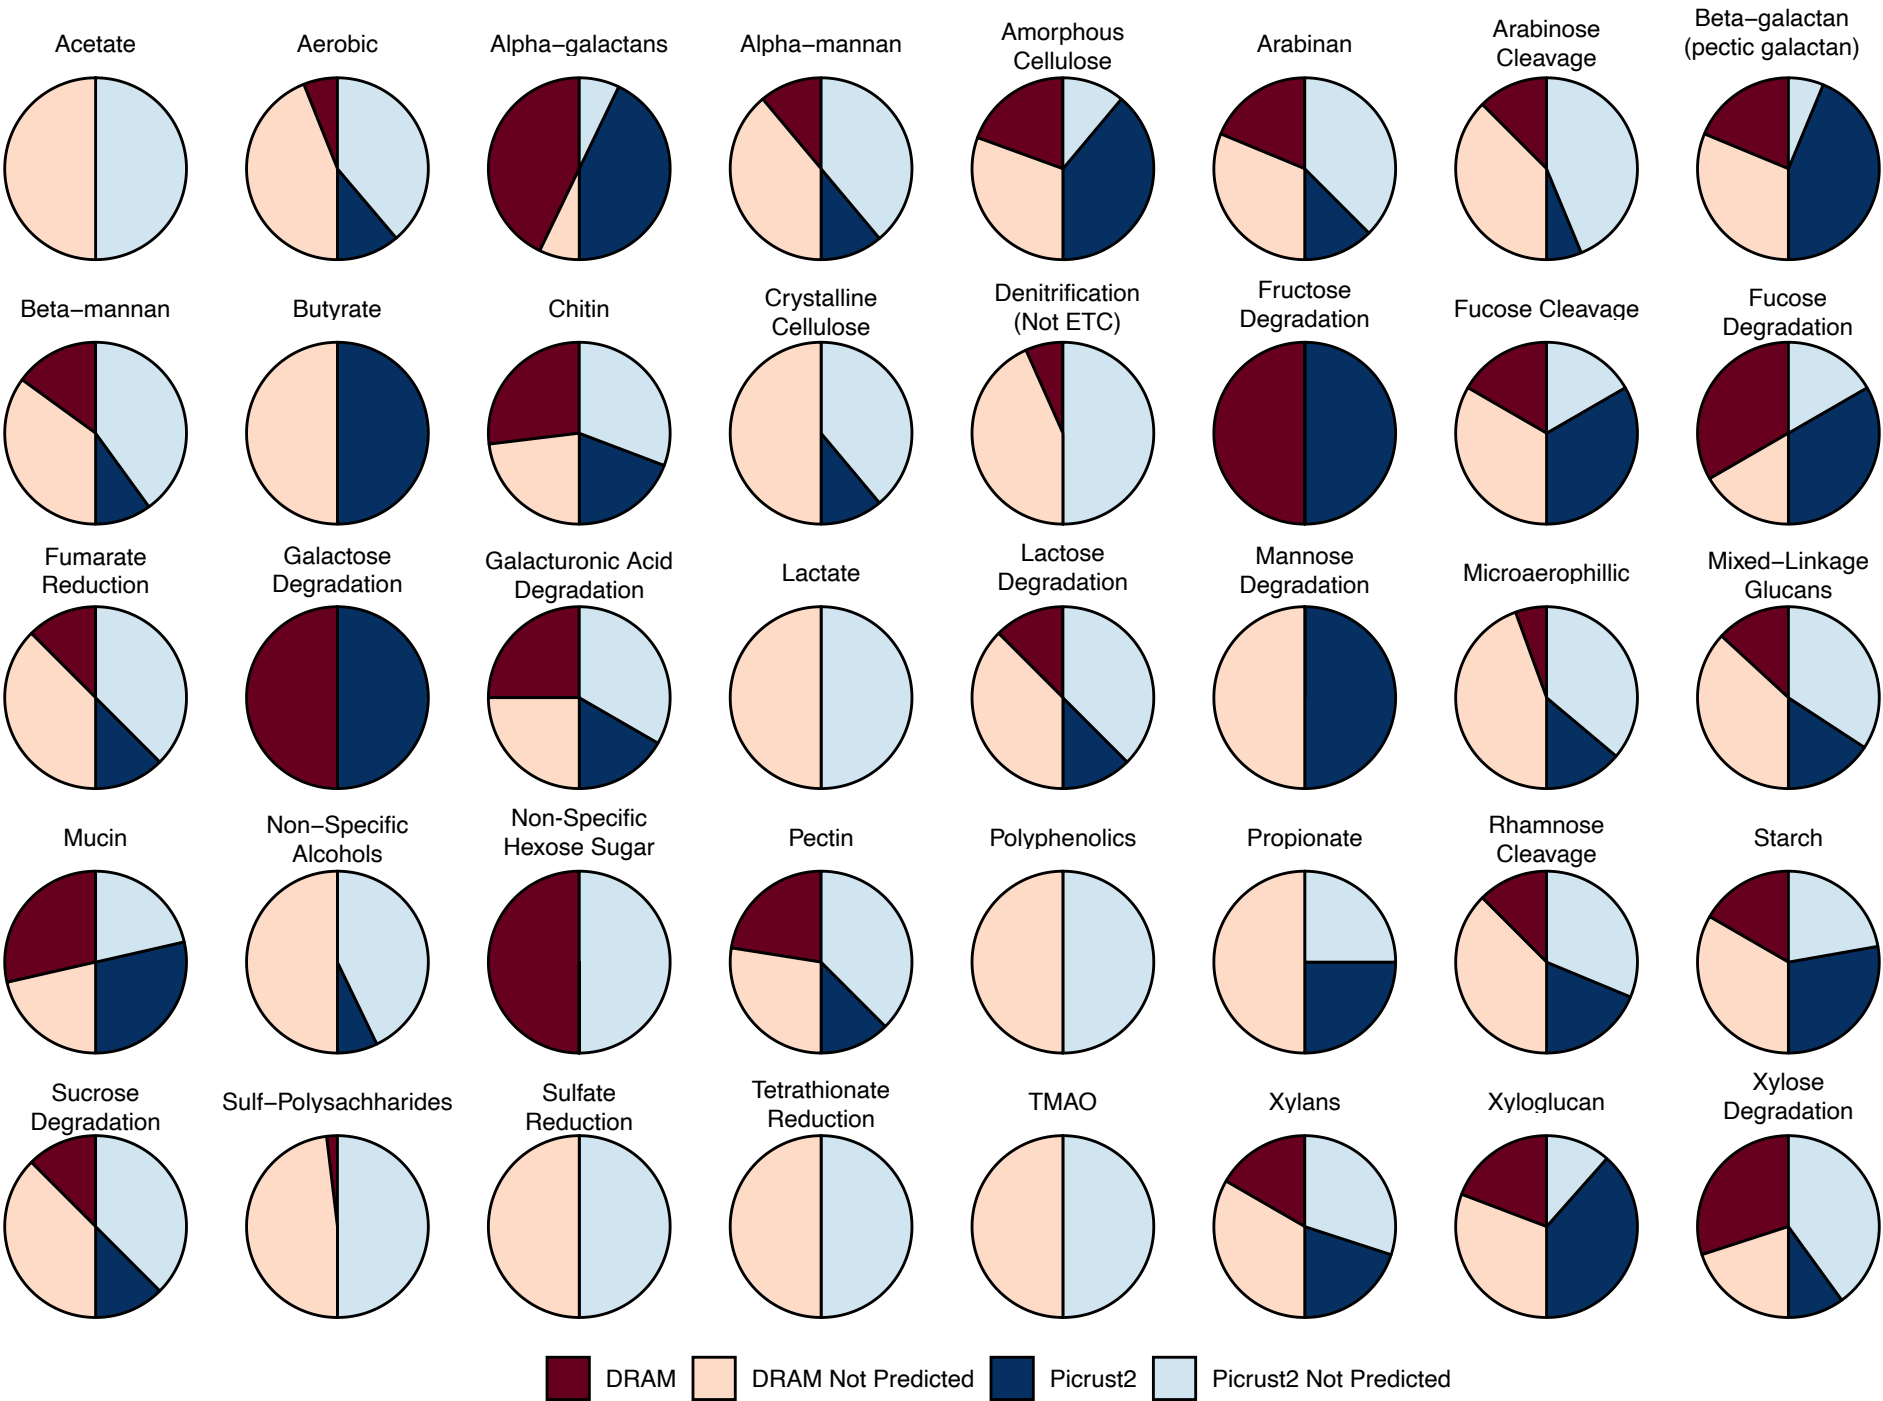 Acetate
Aerobic
Alpha−galactans
Alpha−mannan
Amorphous
Cellulose
Arabinan
Arabinose
Cleavage
Beta−galactan
(pectic galactan)
Beta−mannan
Butyrate
Chitin
Crystalline
Cellulose
Denitrification
(Not ETC)
Fructose
Degradation
Fucose Cleavage
Fucose
Degradation
Fumarate
Reduction
Galactose
Degradation
Galacturonic Acid
Degradation
Lactate
Lactose
Degradation
Mannose
Degradation
Microaerophillic
Mixed−Linkage
Glucans
Mucin
Non−Specific
Alcohols
Non-Specific
Hexose Sugar
Pectin
Polyphenolics
Propionate
Rhamnose
Cleavage
Starch
Sucrose
Degradation
Sulf−Polysachharides
Sulfate
Reduction
Tetrathionate
Reduction
TMAO
Xylans
Xyloglucan
Xylose
Degradation
DRAM
DRAM Not Predicted
Picrust2
Picrust2 Not Predicted